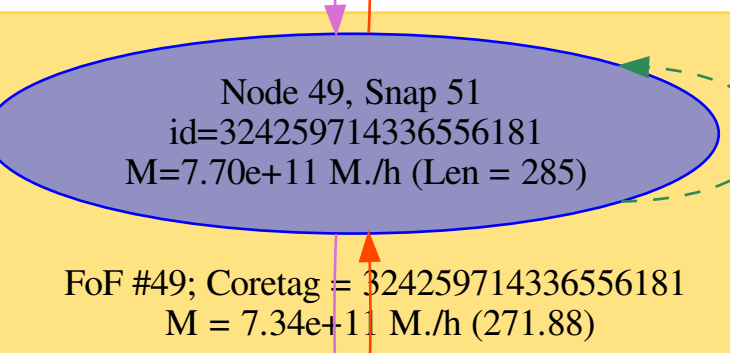 Node 49, Snap 51
id=324259714336556181
M=7.70e+11 M./h (Len = 285)
FoF #49; Coretag = 324259714336556181
M = 7.34e+11 M./h (271.88)